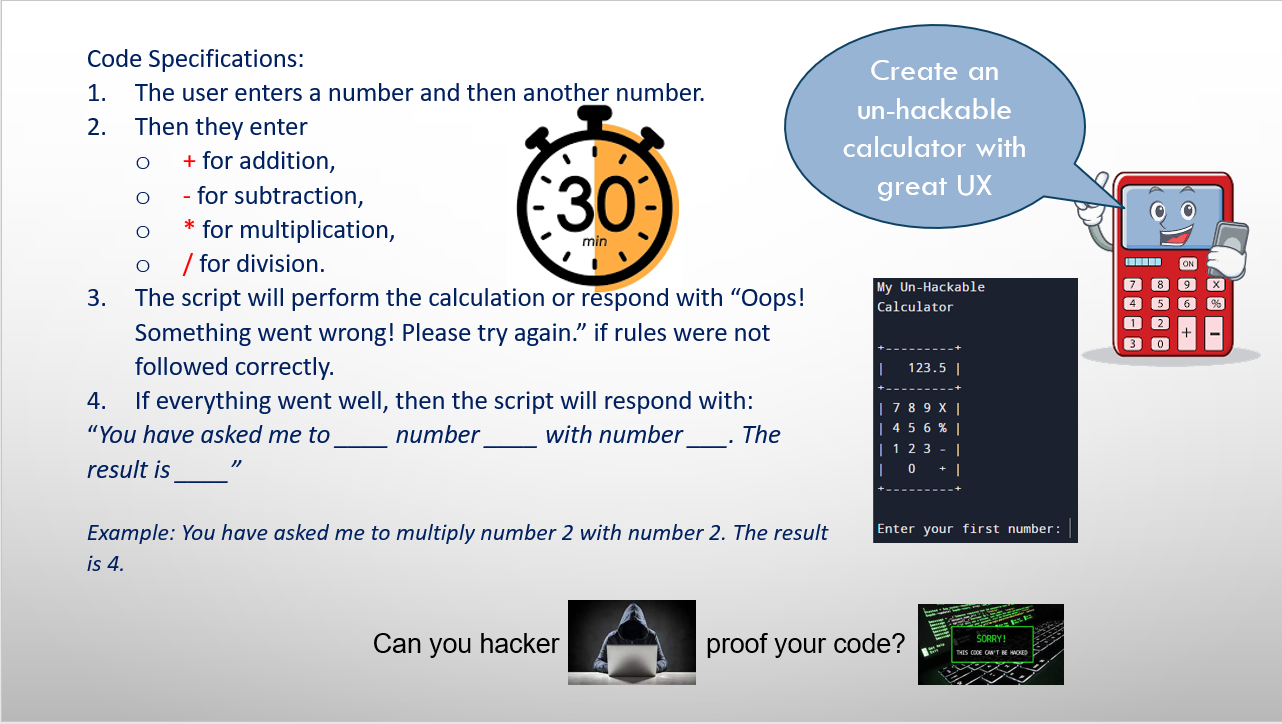 Code Specifications:
1. The user enters a number and then another number.
2. Then they enter
o + for addition,
o - for subtraction,
o * for multiplication,
o / for division.
3. The script will perform the calculation or respond with “Oops!
Something went wrong! Please try again.” if rules were not
followed correctly.
4. If everything went well, then the script will respond with:
“You have asked me to ____ number ____ with number ___. The
result is ____”
Example: You have asked me to multiply number 2 with number 2. The result
is 4.
30
min
Create an
un-hackable
calculator with
great UX
ON
7 8 9 X
4 5 6 %
1 2 + -
3 0
My Un-Hackable
Calculator
+---------+
|   123.5 |
+---------+
| 7 8 9 X |
| 4 5 6 % |
| 1 2 3 - |
|   0   + |
+---------+
Enter your first number:
Can you hacker proof your code?
SORRY!
THIS CODE CAN'T BE HACKED